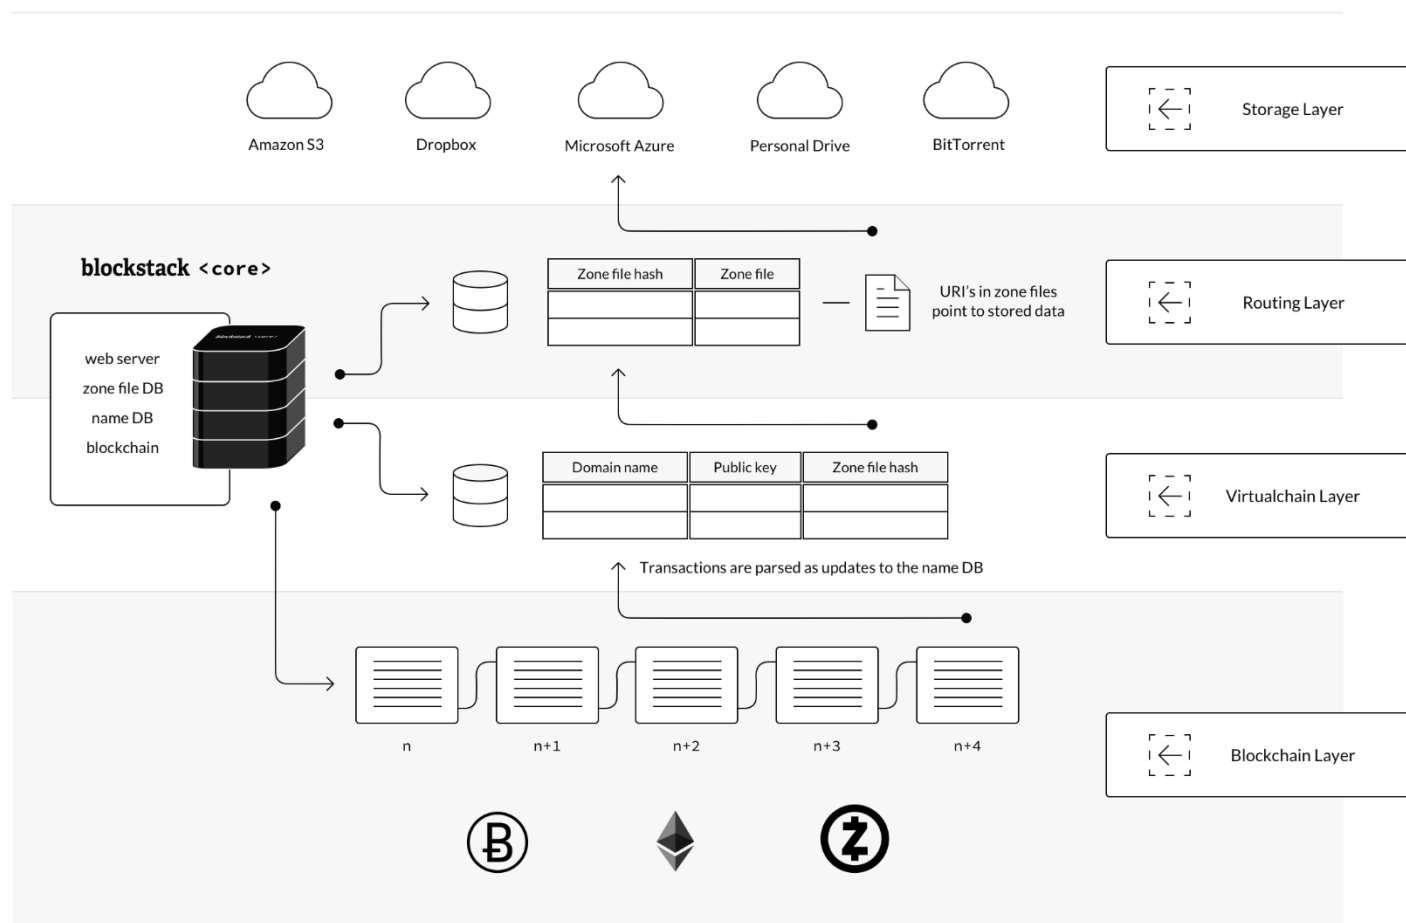 Amazon S3
Dropbox
Microsoft Azure
Personal Drive
BitTorrent
Storage Layer
blockstack <core>
web server
zone file DB
name DB
blockchain
blockstack <core>
Zone file hash
Zone file
URI's in zone files
point to stored data
Routing Layer
Domain name
Public key
Zone file hash
Transactions are parsed as updates to the name DB
Virtualchain Layer
n
n+1
n+2
n+3
n+4
Blockchain Layer